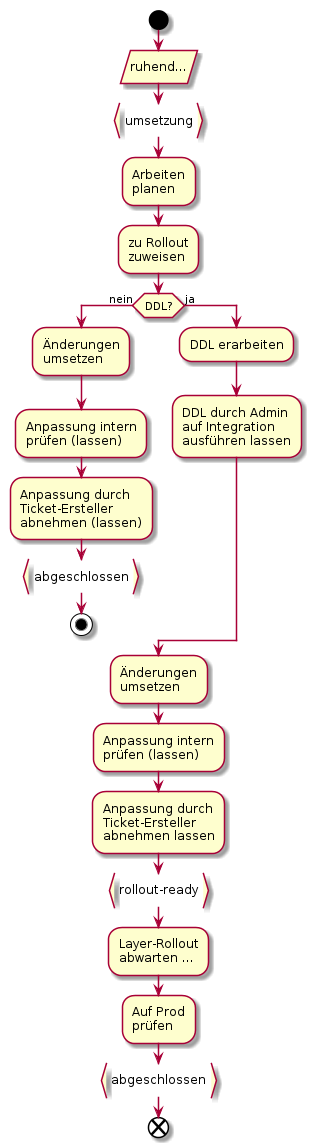 ruhend...
umsetzung
Arbeiten
planen
zu Rollout
zuweisen
nein
DDL?
ja
Änderungen
umsetzen
Anpassung intern
prüfen (lassen)
Anpassung durch
Ticket-Ersteller
abnehmen (lassen)
abgeschlossen
DDL erarbeiten
DDL durch Admin
auf Integration
ausführen lassen
Änderungen
umsetzen
Anpassung intern
prüfen (lassen)
Anpassung durch
Ticket-Ersteller
abnehmen lassen
rollout-ready
Layer-Rollout
abwarten ...
Auf Prod
prüfen
abgeschlossen